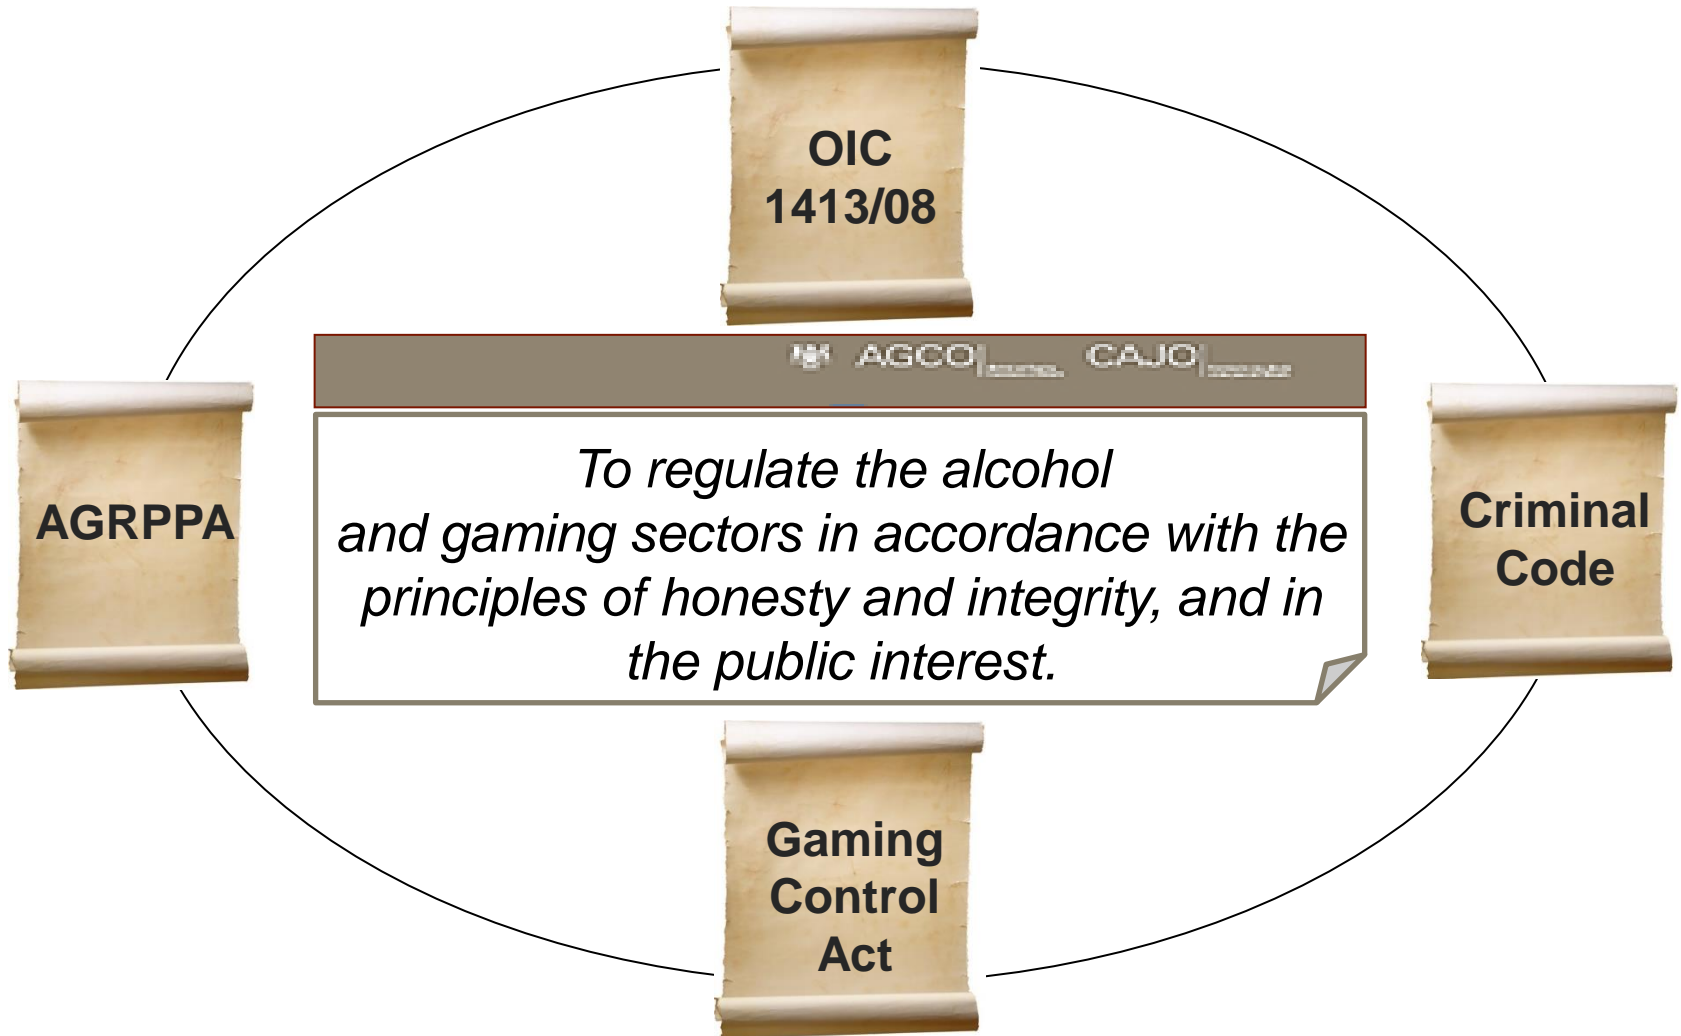 OIC
1413/08
AGCO CAJO
AGRPPA
To regulate the alcohol
and gaming sectors in accordance with the
principles of honesty and integrity, and in
the public interest.
Criminal
Code
Gaming
Control
Act